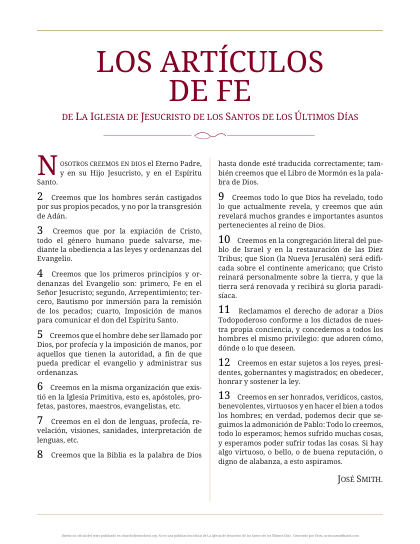 LOS ARTÍCULOS
DE FE
DE LA IGLESIA DE JESUCRISTO DE LOS SANTOS DE LOS ÚLTIMOS DÍAS
NOSOTROS CREEMOS EN DIOS el Eterno Padre,
y en su Hijo Jesucristo, y en el Espíritu
Santo.
2 Creemos que los hombres serán castigados
por sus propios pecados, y no por la transgresión
de Adán.
3 Creemos que por la expiación de Cristo,
todo el género humano puede salvarse, me-
diante la obediencia a las leyes y ordenanzas del
Evangelio.
4 Creemos que los primeros principios y or-
denanzas del Evangelio son: primero, Fe en el
Señor Jesucristo; segundo, Arrepentimiento; ter-
cero, Bautismo por inmersión para la remisión
de los pecados; cuarto, Imposición de manos
para comunicar el don del Espíritu Santo.
5 Creemos que el hombre debe ser llamado por
Dios, por profecía y la imposición de manos, por
aquellos que tienen la autoridad, a fin de que
pueda predicar el evangelio y administrar sus
ordenanzas.
6 Creemos en la misma organización que exis-
tió en la Iglesia Primitiva, esto es, apóstoles, pro-
fetas, pastores, maestros, evangelistas, etc.
7 Creemos en el don de lenguas, profecía, re-
velación, visiones, sanidades, interpretación de
lenguas, etc.
8 Creemos que la Biblia es la palabra de Dios
hasta donde esté traducida correctamente; tam-
bién creemos que el Libro de Mormón es la pala-
bra de Dios.
9 Creemos todo lo que Dios ha revelado, todo
lo que actualmente revela, y creemos que aún
revelará muchos grandes e importantes asuntos
pertenecientes al reino de Dios.
10 Creemos en la congregación literal del pue-
blo de Israel y en la restauración de las Diez
Tribus; que Sion (la Nueva Jerusalén) será edifi-
cada sobre el continente americano; que Cristo
reinará personalmente sobre la tierra, y que la
tierra será renovada y recibirá su gloria paradi-
síaca.
11 Reclamamos el derecho de adorar a Dios
Todopoderoso conforme a los dictados de nues-
tra propia conciencia, y concedemos a todos los
hombres el mismo privilegio: que adoren cómo,
dónde o lo que deseen.
12 Creemos en estar sujetos a los reyes, presi-
dentes, gobernantes y magistrados; en obedecer,
honrar y sostener la ley.
13 Creemos en ser honrados, verídicos, castos,
benevolentes, virtuosos y en hacer el bien a todos
los hombres; en verdad, podemos decir que se-
guimos la admonición de Pablo: Todo lo creemos,
todo lo esperamos; hemos sufrido muchas cosas,
y esperamos poder sufrir todas las cosas. Si hay
algo virtuoso, o bello, o de buena reputación, o
digno de alabanza, a esto aspiramos.
JOSÉ SMITH.